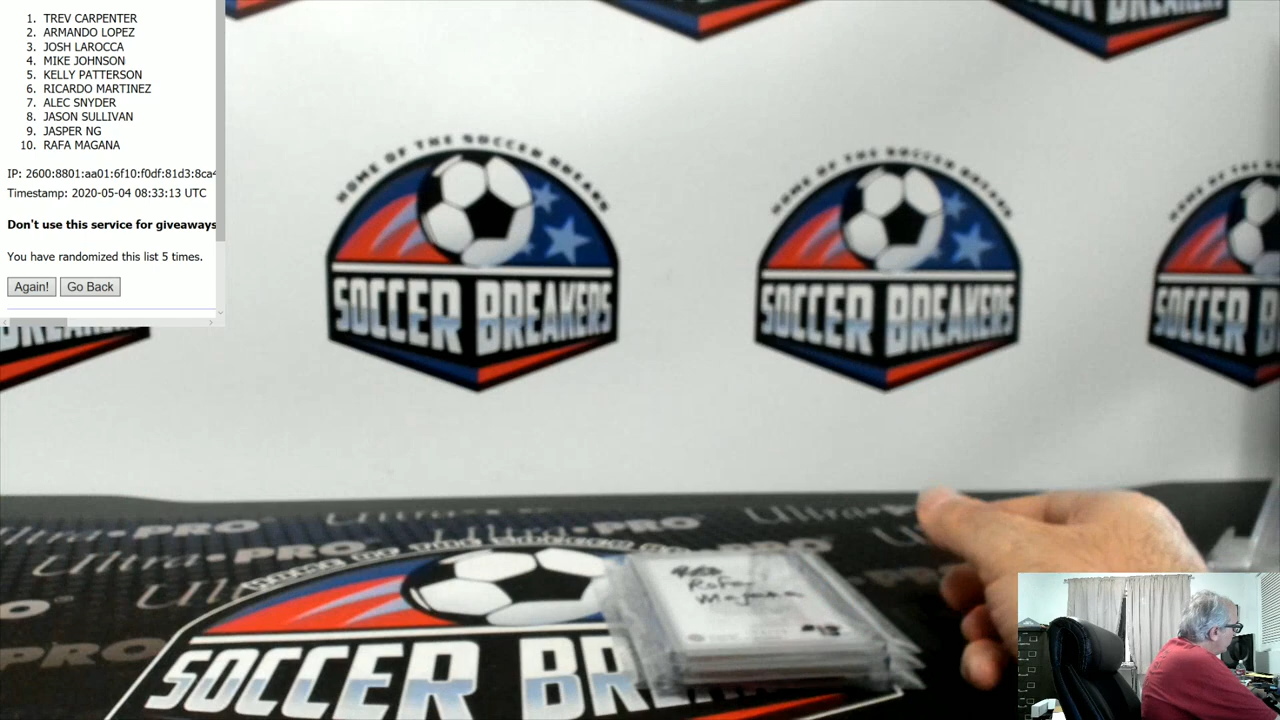 1. TREV CARPENTER
2. ARMANDO LOPEZ
3. JOSH LAROCCA
4. MIKE JOHNSON
5. KELLY PATTERSON
6. RICARDO MARTINEZ
7. ALEC SNYDER
8. JASON SULLIVAN
9. JASPER NG
10. RAFA MAGANA
IP: 2600:8801:aa01:6f10:f0df:81d3:8ca
Timestamp: 2020-05-04 08:33:13 UTC
Don't use this service for giveaways
You have randomized this list 5 times.
Again! Go Back
BREAKERS
HOME OF THE SOCCER BREAKS
SOCCER BREAKERS
HOME OF THE SOCCER BREAKS
SOCCER BREAKERS
HOME OF THE
SOCCER B
Ultra PRO
Ultra PRO
Ultra PRO
PRO
SOCCER BR
Rafa
Magana
#13